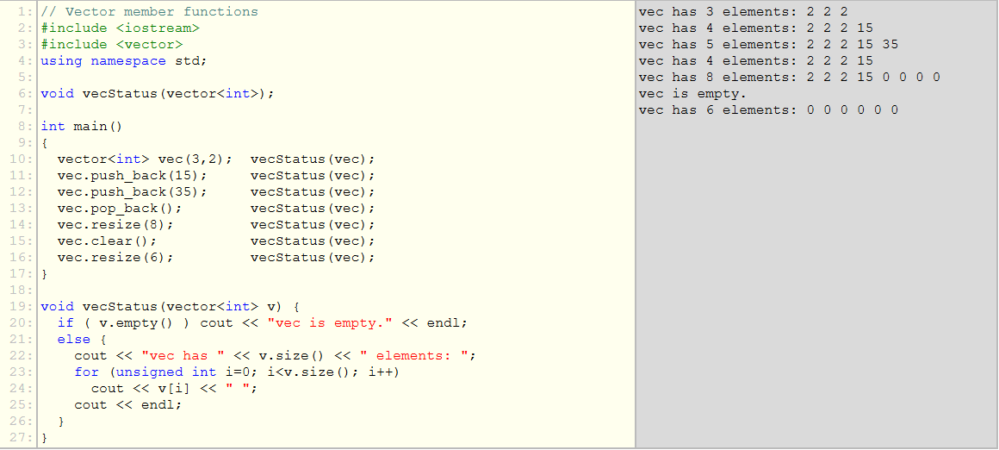 1: // Vector member functions
2: #include <iostream>
3: #include <vector>
4: using namespace std;
5:
6: void vecStatus(vector<int>);
7:
8: int main()
9: {
10:   vector<int> vec(3,2);  vecStatus(vec);
11:   vec.push_back(15);     vecStatus(vec);
12:   vec.push_back(35);     vecStatus(vec);
13:   vec.pop_back();        vecStatus(vec);
14:   vec.resize(8);         vecStatus(vec);
15:   vec.clear();           vecStatus(vec);
16:   vec.resize(6);         vecStatus(vec);
17: }
18:
19: void vecStatus(vector<int> v) {
20:   if ( v.empty() ) cout << "vec is empty." << endl;
21:   else {
22:     cout << "vec has " << v.size() << " elements: ";
23:     for (unsigned int i=0; i<v.size(); i++)
24:       cout << v[i] << " ";
25:     cout << endl;
26:   }
27: }
vec has 3 elements: 2 2 2
vec has 4 elements: 2 2 2 15
vec has 5 elements: 2 2 2 15 35
vec has 4 elements: 2 2 2 15
vec has 8 elements: 2 2 2 15 0 0 0 0
vec is empty.
vec has 6 elements: 0 0 0 0 0 0